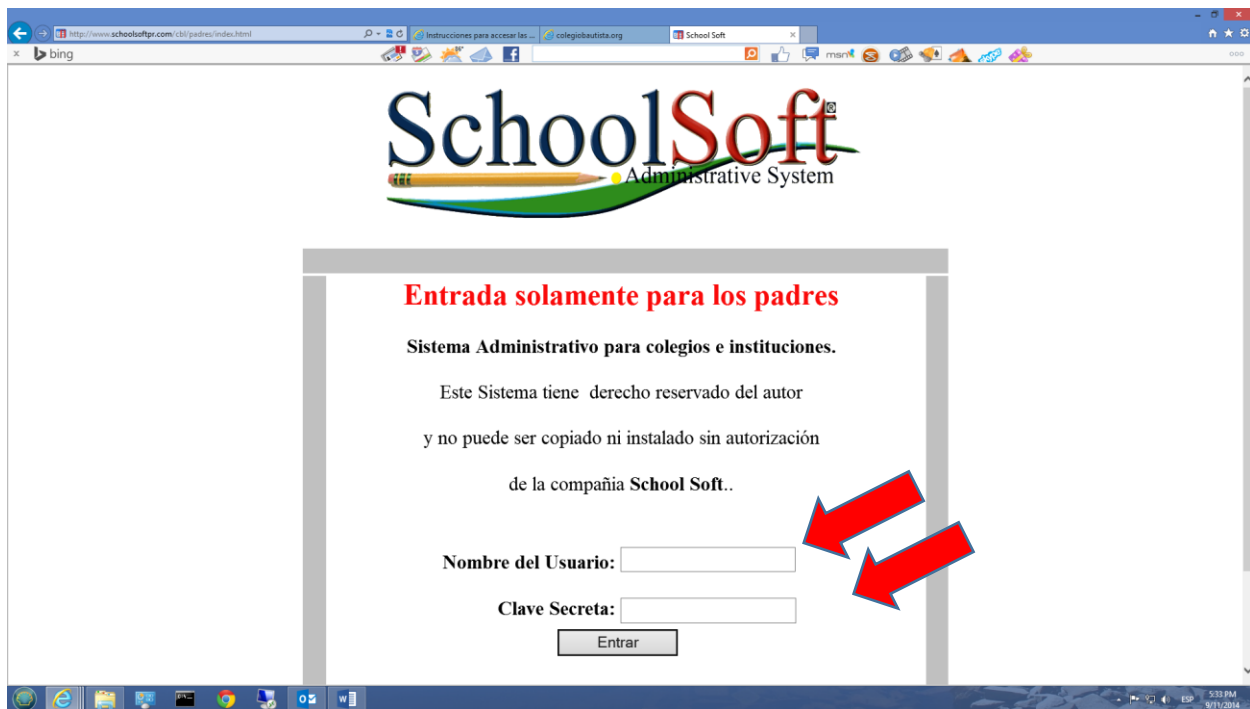 http://www.schoolsoftpr.com/cbl/padres/index.html
Instrucciones para accesar las ...
colegiobautista.org
School Soft
bing
msn
SchoolSoft®
Administrative System
Entrada solamente para los padres
Sistema Administrativo para colegios e instituciones.
Este Sistema tiene derecho reservado del autor
y no puede ser copiado ni instalado sin autorización
de la compañia School Soft..
Nombre del Usuario:
Clave Secreta:
Entrar
ESP
5:33 PM
9/11/2014